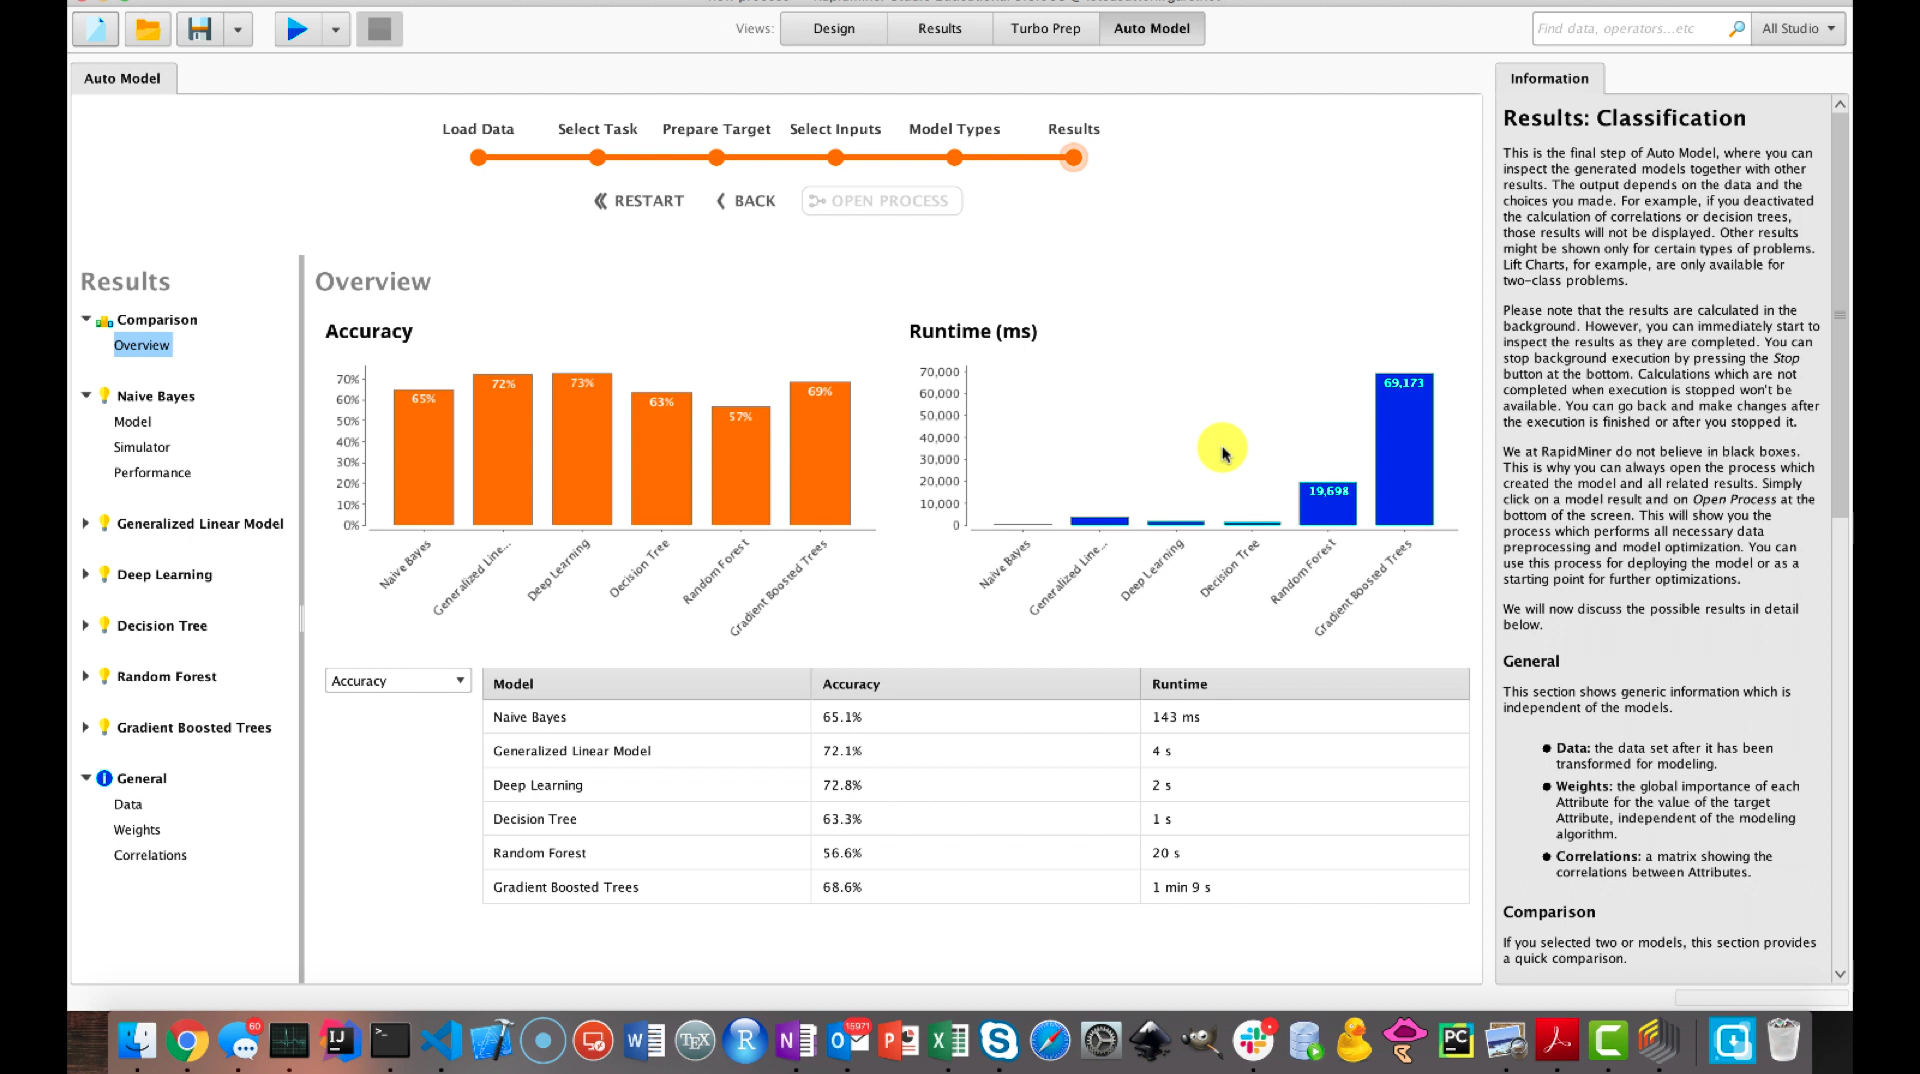 Views:
Design
Results
Turbo Prep
Auto Model
Find data, operators...etc
All Studio
Auto Model
Load Data
Select Task
Prepare Target
Select Inputs
Model Types
Results
RESTART
BACK
OPEN PROCESS
Results
Comparison
Overview
Naive Bayes
Model
Simulator
Performance
Generalized Linear Model
Deep Learning
Decision Tree
Random Forest
Gradient Boosted Trees
General
Data
Weights
Correlations
Overview
Accuracy
70%
60%
50%
40%
30%
20%
10%
0%
65%
72%
73%
63%
57%
69%
Naive Bayes
Generalized Line...
Deep Learning
Decision Tree
Random Forest
Gradient Boosted Trees
Runtime (ms)
70,000
60,000
50,000
40,000
30,000
20,000
10,000
0
19,698
69,173
Naive Bayes
Generalized Line...
Deep Learning
Decision Tree
Random Forest
Gradient Boosted Trees
Accuracy
Model Accuracy Runtime
Naive Bayes 65.1% 143 ms
Generalized Linear Model 72.1% 4 s
Deep Learning 72.8% 2 s
Decision Tree 63.3% 1 s
Random Forest 56.6% 20 s
Gradient Boosted Trees 68.6% 1 min 9 s
Information
Results: Classification
This is the final step of Auto Model, where you can
inspect the generated models together with other
results. The output depends on the data and the
choices you made. For example, if you deactivated
the calculation of correlations or decision trees,
those results will not be displayed. Other results
might be shown only for certain types of problems.
Lift Charts, for example, are only available for
two-class problems.
Please note that the results are calculated in the
background. However, you can immediately start to
inspect the results as they are completed. You can
stop background execution by pressing the Stop
button at the bottom. Calculations which are not
completed when execution is stopped won't be
available. You can go back and make changes after
the execution is finished or after you stopped it.
We at RapidMiner do not believe in black boxes.
This is why you can always open the process which
created the model and all related results. Simply
click on a model result and on Open Process at the
bottom of the screen. This will show you the
process which performs all necessary data
preprocessing and model optimization. You can
use this process for deploying the model or as a
starting point for further optimizations.
We will now discuss the possible results in detail
below.
General
This section shows generic information which is
independent of the models.
Data: the data set after it has been
transformed for modeling.
Weights: the global importance of each
Attribute for the value of the target
Attribute, independent of the modeling
algorithm.
Correlations: a matrix showing the
correlations between Attributes.
Comparison
If you selected two or models, this section provides
a quick comparison.
60
IJ
>_
W
TEX
R
N
O
15971
P
X
S
PC
C